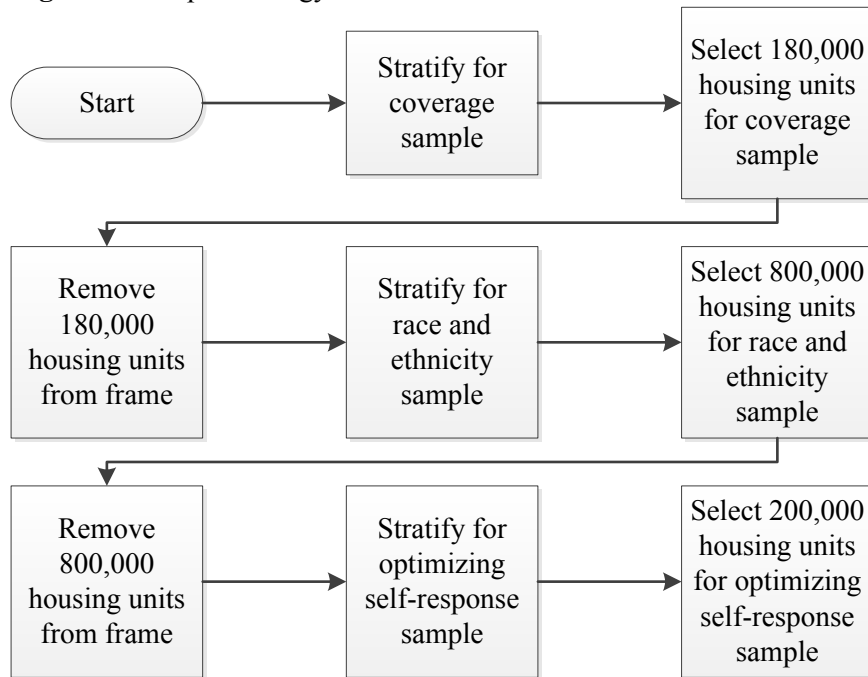 Start
Stratify for
coverage
sample
Select 180,000
housing units
for coverage
sample
Remove
180,000
housing units
from frame
Stratify for
race and
ethnicity
sample
Select 800,000
housing units
for race and
ethnicity
sample
Remove
800,000
housing units
from frame
Stratify for
optimizing
self-response
sample
Select 200,000
housing units
for optimizing
self-response
sample